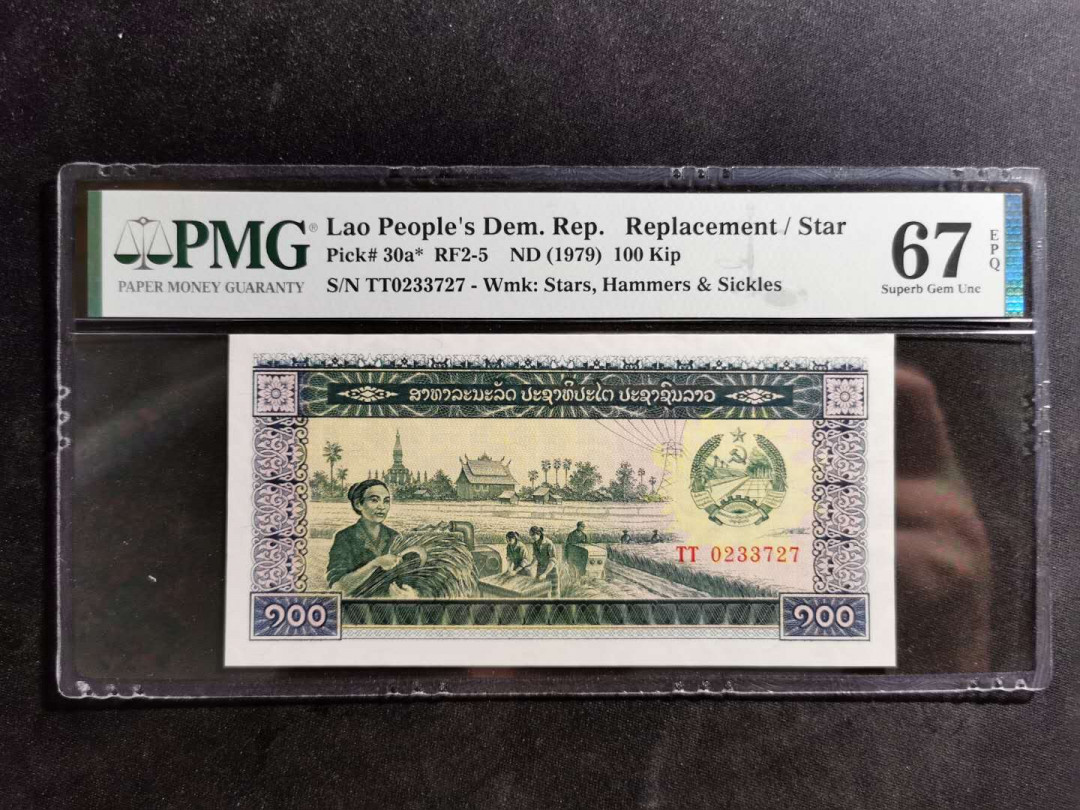 PMG®
PAPER MONEY GUARANTY
Lao People's Dem. Rep. Replacement / Star
Pick# 30a* RF2-5 ND (1979) 100 Kip
S/N TT0233727 - Wmk: Stars, Hammers & Sickles
67
EPQ
Superb Gem Unc
ສາທາລະນະລັດ ປະຊາທິປະໄຕ ປະຊາຊົນລາວ
TT 0233727
໑໐໐
໑໐໐